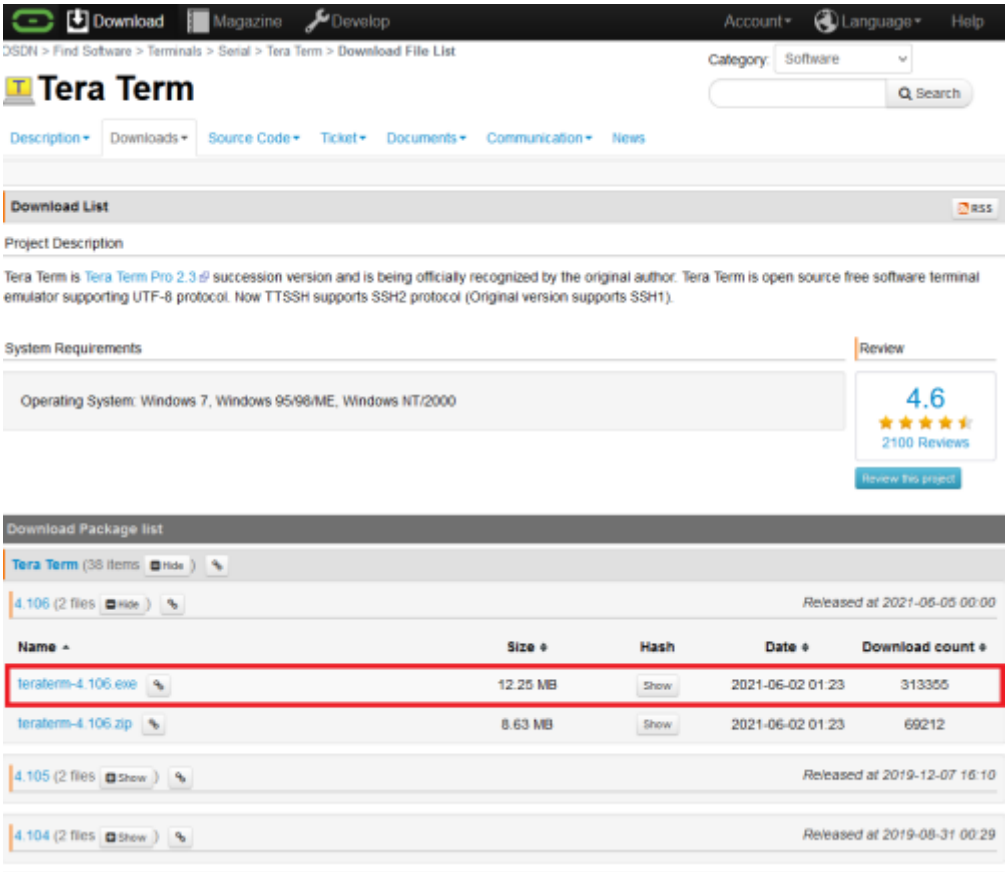 Download Magazine Develop Account Language Help
OSDN > Find Software > Terminals > Serial > Tera Term > Download File List
Category: Software
Tera Term
Search
Description Downloads Source Code Ticket Documents Communication News
Download List
RSS
Project Description
Tera Term is Tera Term Pro 2.3 succession version and is being officially recognized by the original author. Tera Term is open source free software terminal
emulator supporting UTF-8 protocol. Now TTSSH supports SSH2 protocol (Original version supports SSH1).
System Requirements
Review
Operating System: Windows 7, Windows 95/98/ME, Windows NT/2000
4.6
2100 Reviews
Review this project
Download Package list
Tera Term (38 items Hide )
4.106 (2 files Hide ) Released at 2021-06-05 00:00
Name Size Hash Date Download count
teraterm-4.106.exe 12.25 MB Show 2021-06-02 01:23 313355
teraterm-4.106.zip 8.63 MB Show 2021-06-02 01:23 69212
4.105 (2 files Show ) Released at 2019-12-07 16:10
4.104 (2 files Show ) Released at 2019-08-31 00:29